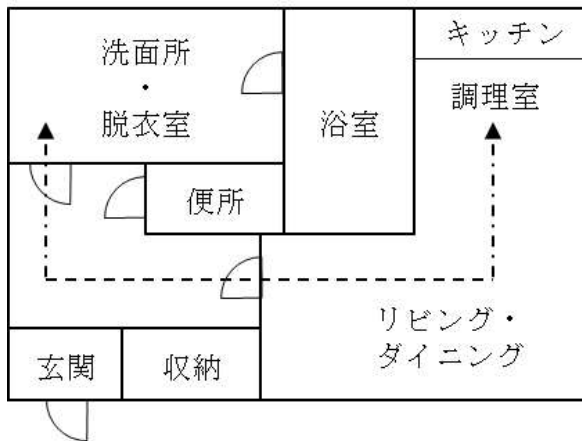 洗面所
・
脱衣室
浴室
キッチン
調理室
便所
リビング・
ダイニング
玄関
収納